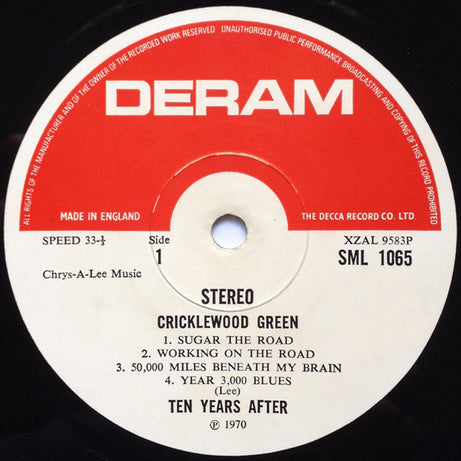 ALL RIGHTS OF THE MANUFACTURER AND OF THE OWNER OF THE RECORDED WORK RESERVED
UNAUTHORISED PUBLIC PERFORMANCE BROADCASTING AND COPYING OF THIS RECORD PROHIBITED
DERAM
MADE IN ENGLAND
THE DECCA RECORD CO. LTD.
SPEED 33-⅓
Side
XZAL 9583P
1
SML 1065
Chrys-A-Lee Music
STEREO
CRICKLEWOOD GREEN
1. SUGAR THE ROAD
2. WORKING ON THE ROAD
3. 50,000 MILES BENEATH MY BRAIN
4. YEAR 3,000 BLUES
(Lee)
TEN YEARS AFTER
℗ 1970